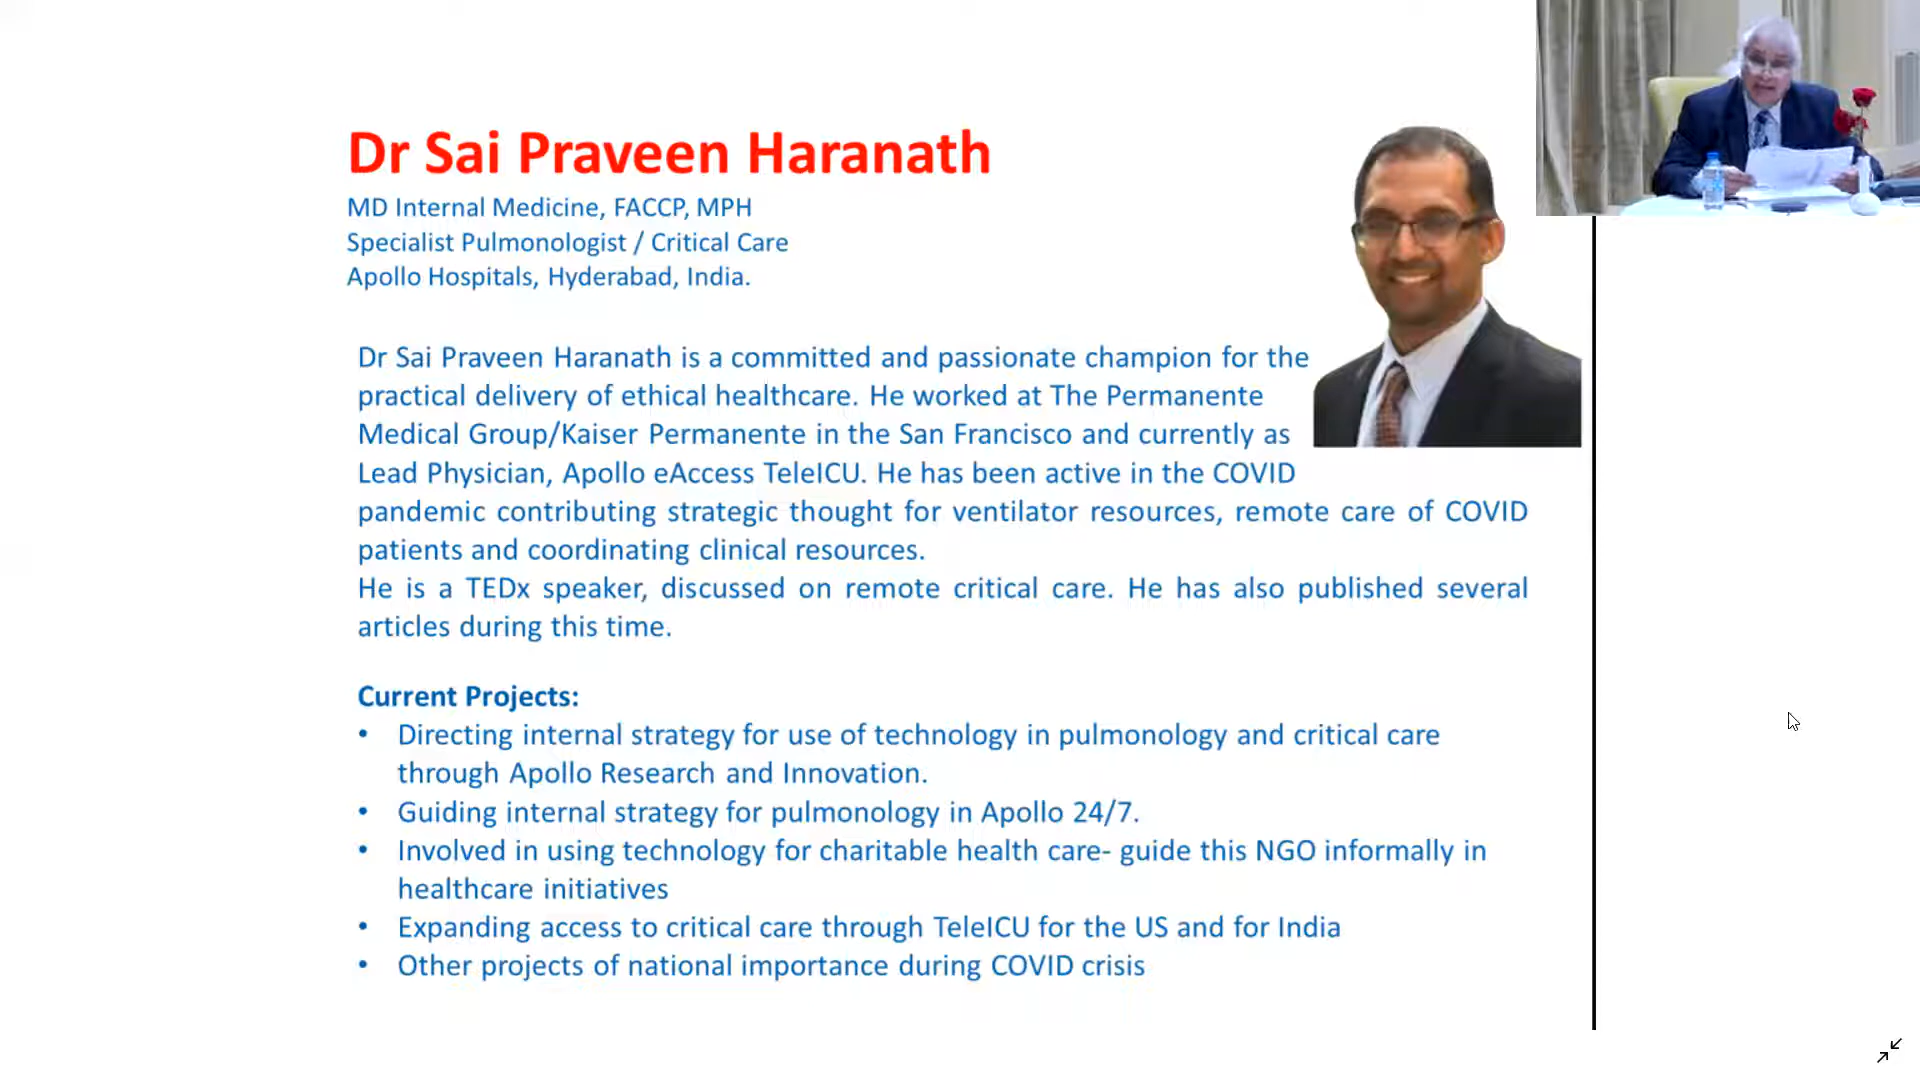 Dr Sai Praveen Haranath
MD Internal Medicine, FACCP, MPH
Specialist Pulmonologist / Critical Care
Apollo Hospitals, Hyderabad, India.
Dr Sai Praveen Haranath is a committed and passionate champion for the
practical delivery of ethical healthcare. He worked at The Permanente
Medical Group/Kaiser Permanente in the San Francisco and currently as
Lead Physician, Apollo eAccess TeleICU. He has been active in the COVID
pandemic contributing strategic thought for ventilator resources, remote care of COVID
patients and coordinating clinical resources.
He is a TEDx speaker, discussed on remote critical care. He has also published several
articles during this time.
Current Projects:
• Directing internal strategy for use of technology in pulmonology and critical care
through Apollo Research and Innovation.
• Guiding internal strategy for pulmonology in Apollo 24/7.
• Involved in using technology for charitable health care- guide this NGO informally in
healthcare initiatives
• Expanding access to critical care through TeleICU for the US and for India
• Other projects of national importance during COVID crisis